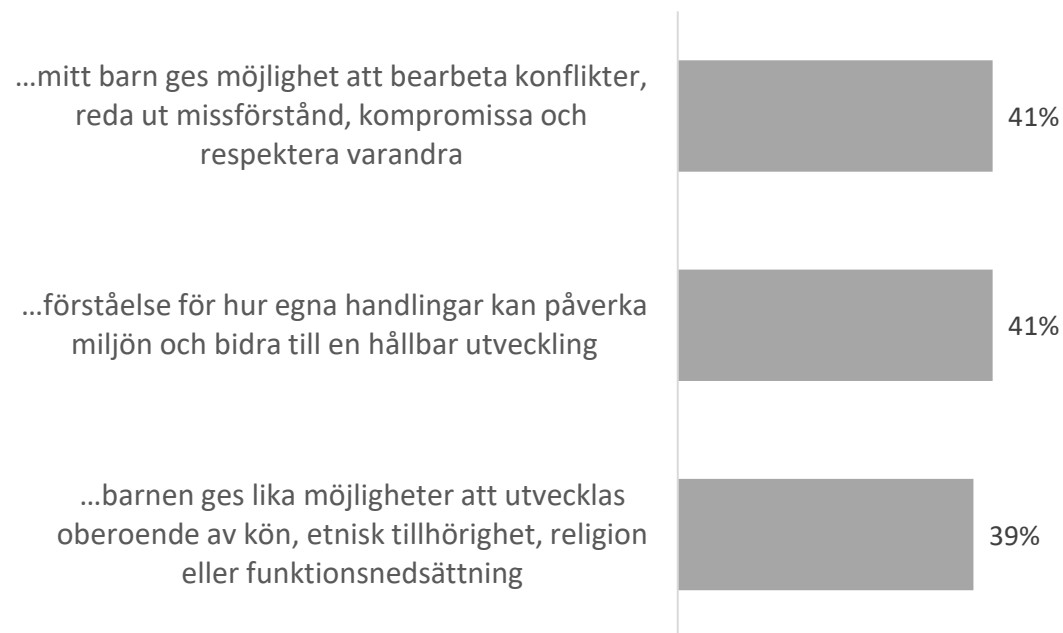 …mitt barn ges möjlighet att bearbeta konflikter,
reda ut missförstånd, kompromissa och
respektera varandra
41%
…förståelse för hur egna handlingar kan påverka
miljön och bidra till en hållbar utveckling
41%
…barnen ges lika möjligheter att utvecklas
oberoende av kön, etnisk tillhörighet, religion
eller funktionsnedsättning
39%